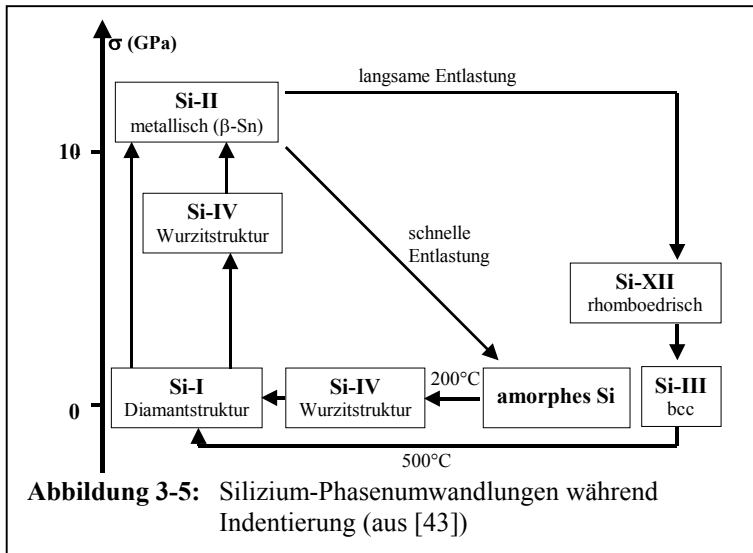 σ (GPa)
langsame Entlastung
Si-II
metallisch (β-Sn)
10
Si-IV
Wurzitstruktur
schnelle
Entlastung
Si-XII
rhomboedrisch
Si-I
Diamantstruktur
Si-IV
Wurzitstruktur
200°C
amorphes Si
Si-III
bcc
0
500°C
Abbildung 3-5: Silizium-Phasenumwandlungen während
Indentierung (aus [43])